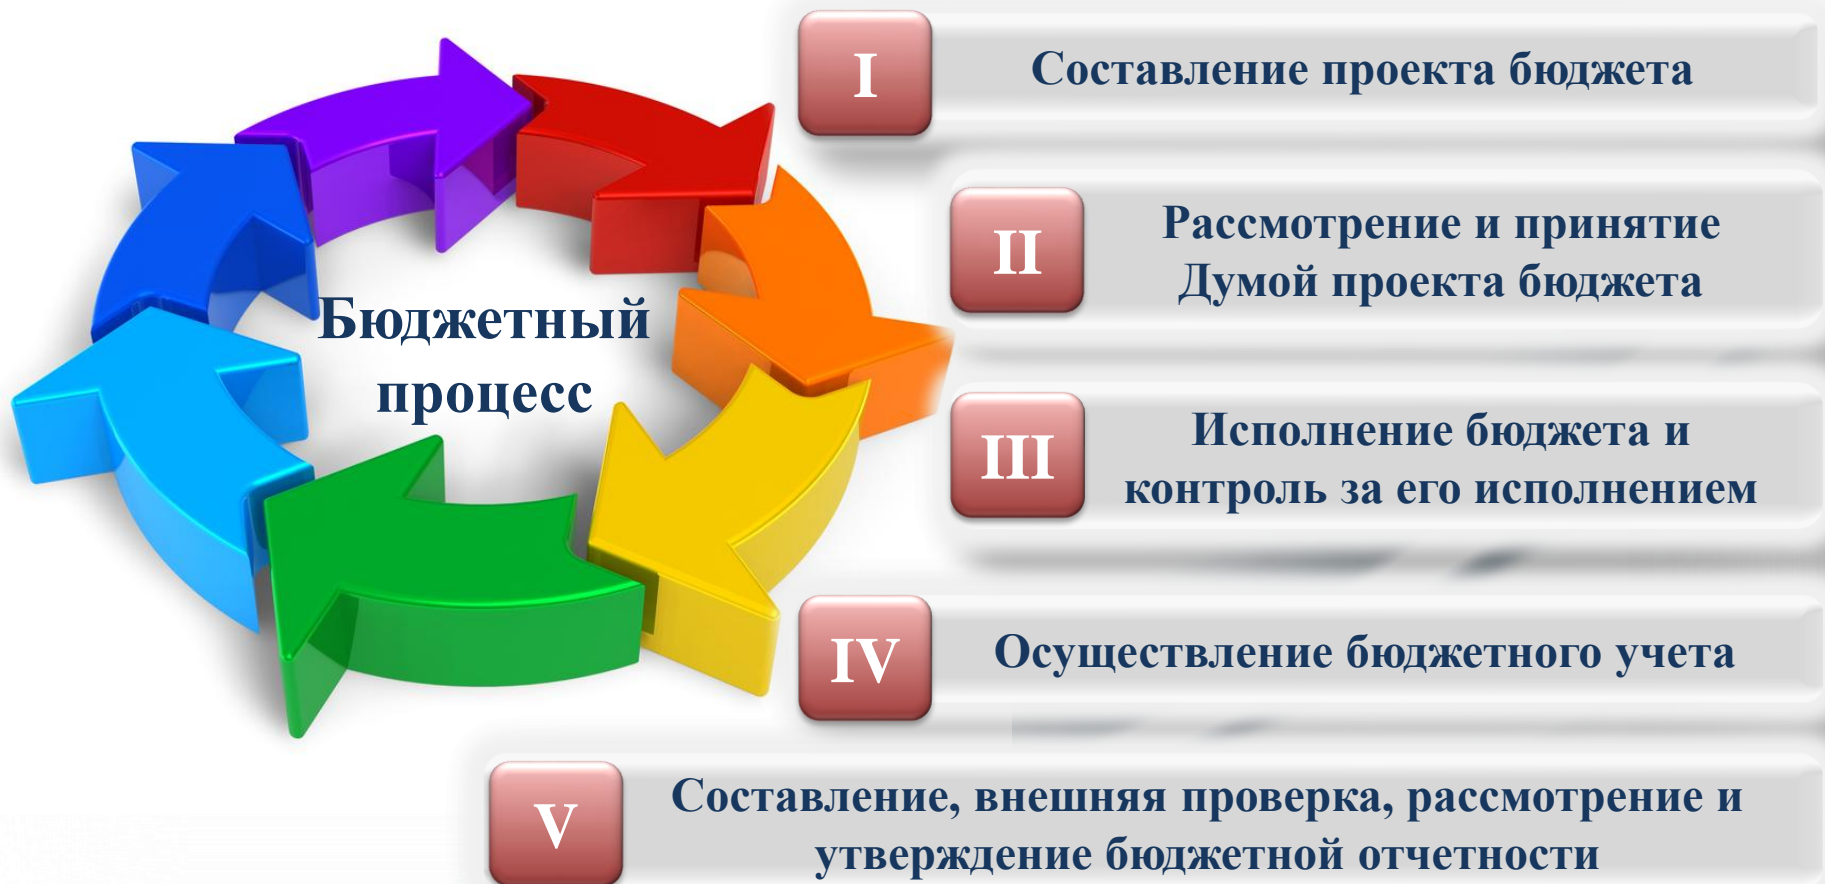 Бюджетный
процесс
I
Составление проекта бюджета
II
Рассмотрение и принятие
Думой проекта бюджета
III
Исполнение бюджета и
контроль за его исполнением
IV
Осуществление бюджетного учета
V
Составление, внешняя проверка, рассмотрение и
утверждение бюджетной отчетности